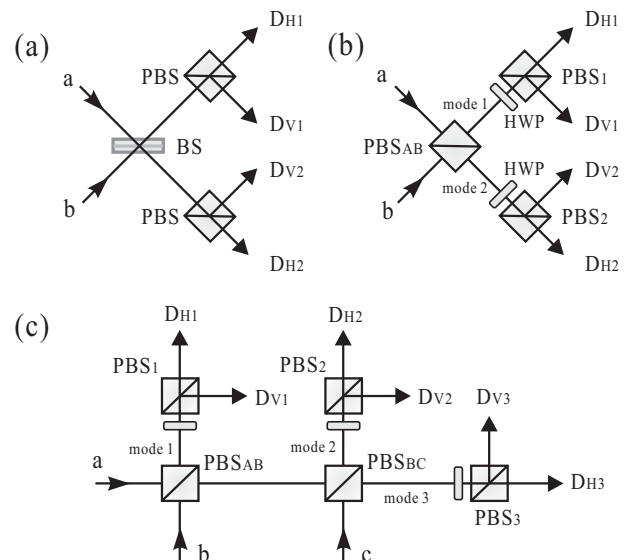 (a)
DH1
a
PBS
DV1
BS
DV2
b
PBS
DH2
(b)
DH1
a
mode 1
PBS1
HWP
DV1
PBSAB
HWP
DV2
mode 2
b
PBS2
DH2
(c)
DH1
DH2
PBS1
PBS2
DV1
DV2
DV3
mode 1
PBSAB
mode 2
PBSBC
a
mode 3
DH3
PBS3
b
c